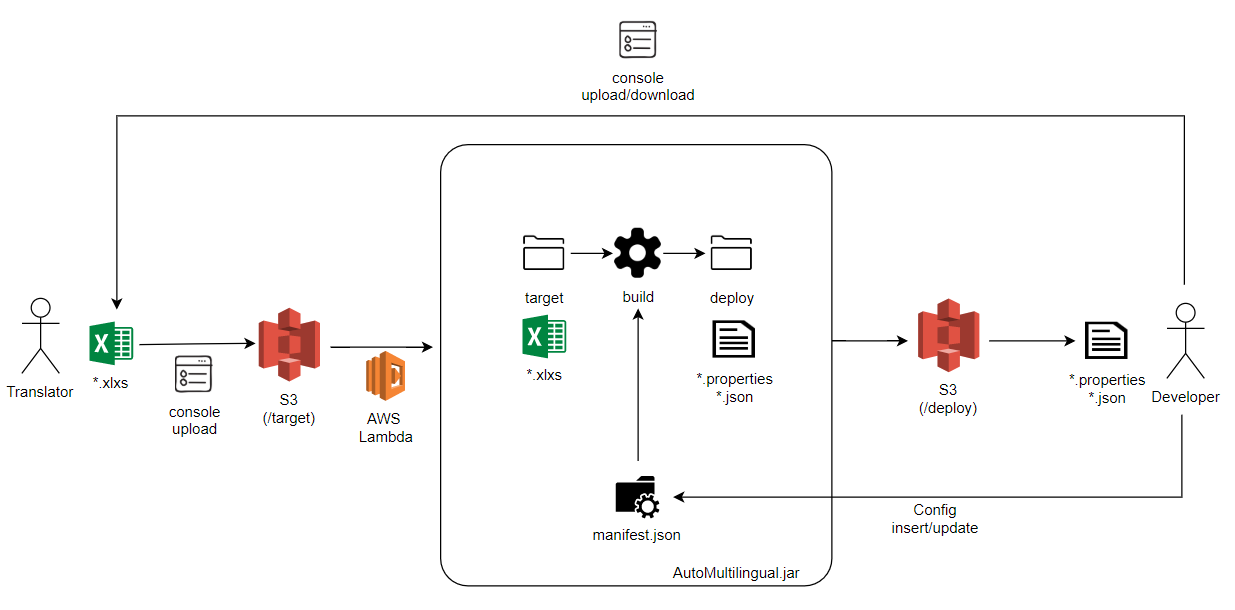 console
upload/download
target
build
deploy
*.xlxs
*.properties
*.json
manifest.json
AutoMultilingual.jar
Translator
*.xlxs
console
upload
S3
(/target)
AWS
Lambda
S3
(/deploy)
*.properties
*.json
Developer
Config
insert/update